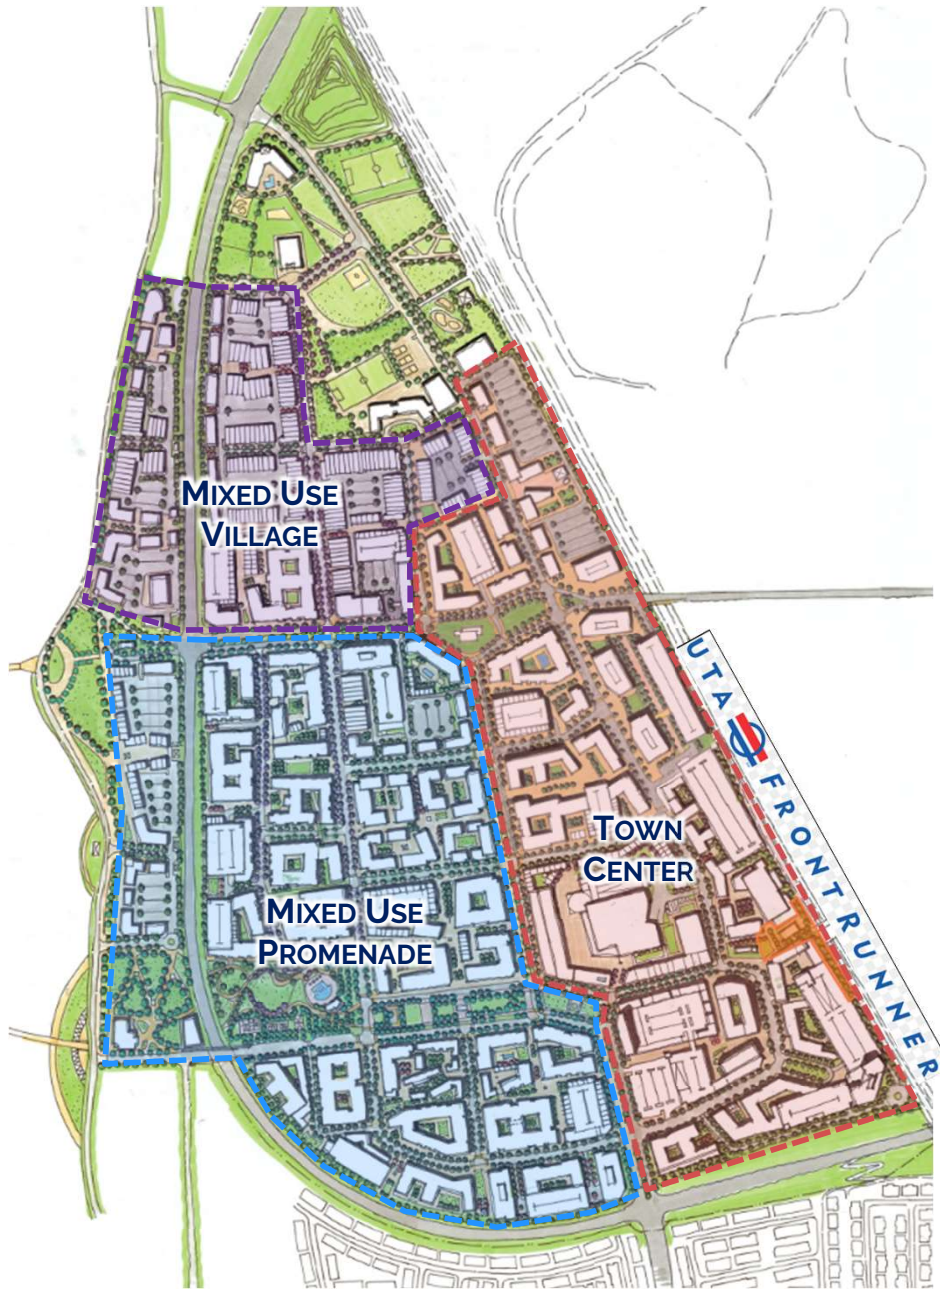 MIXED USE
VILLAGE
UTA FRONTRUNNER
TOWN
CENTER
MIXED USE
PROMENADE